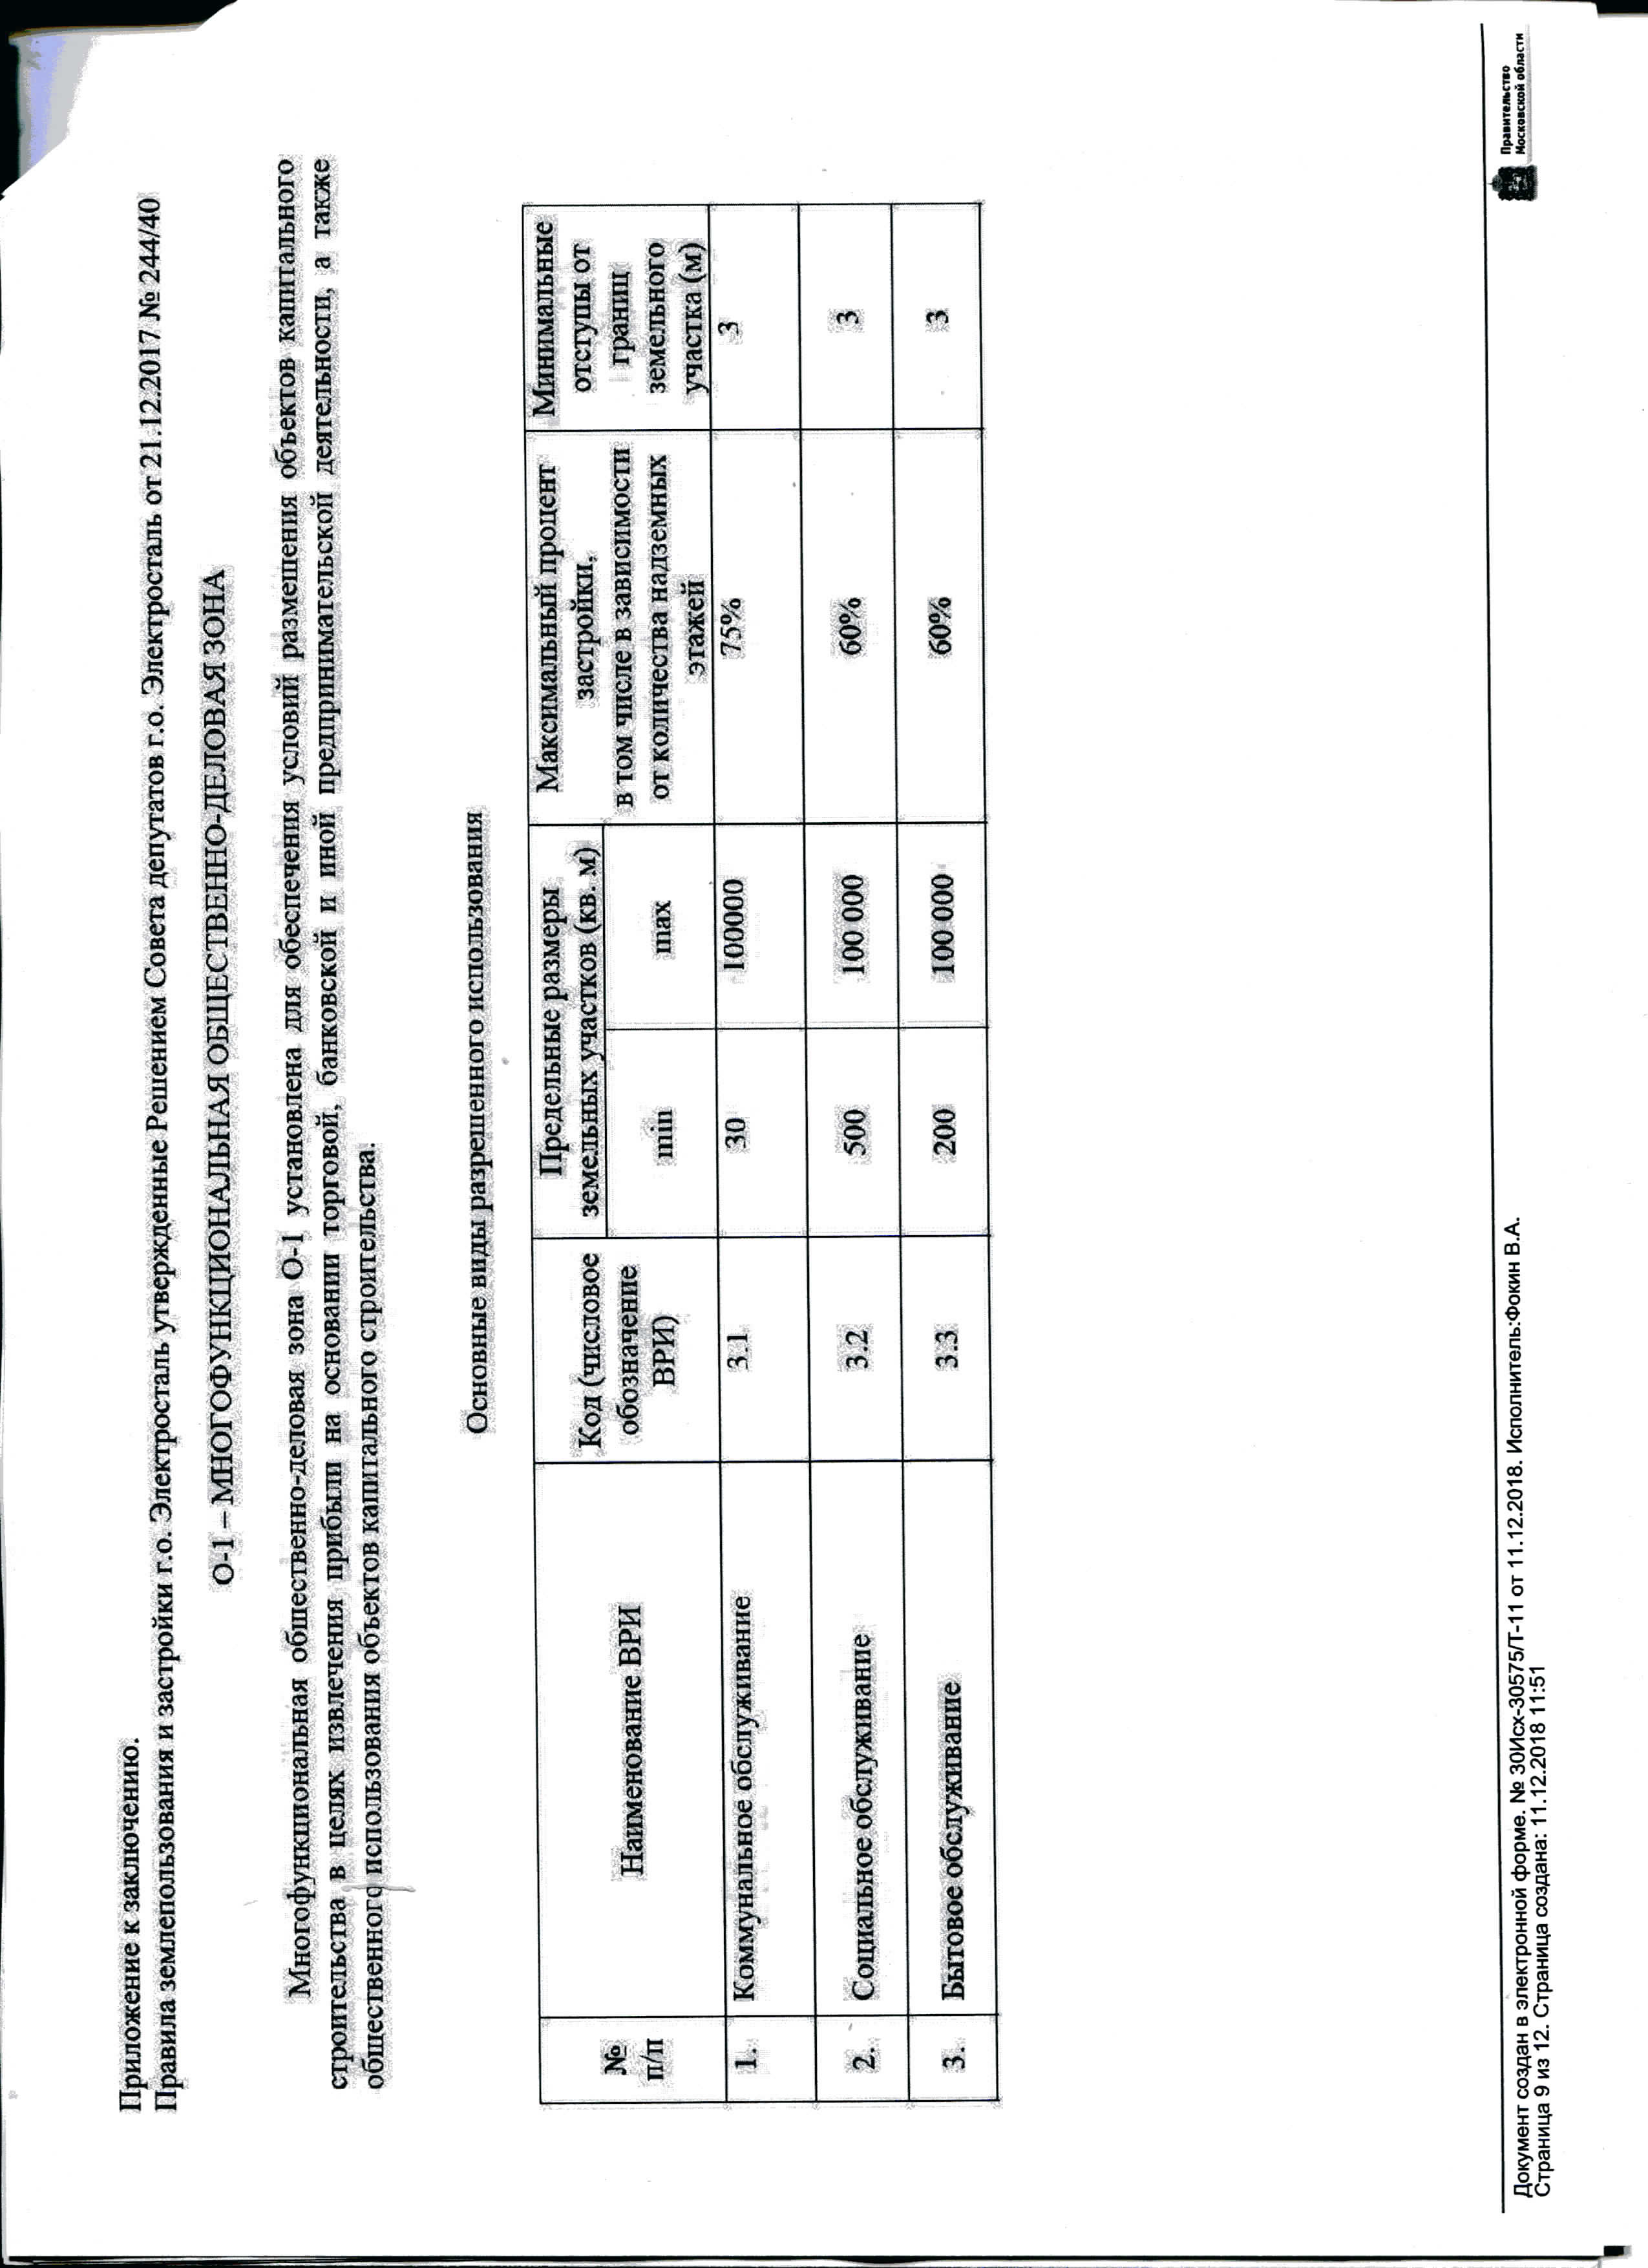 Приложение к заключению.
Правила землепользования и застройки г.о. Электросталь утвержденные Решением Совета депутатов г.о. Электросталь от 21.12.2017 № 244/40
О-1 – МНОГОФУНКЦИОНАЛЬНАЯ ОБЩЕСТВЕННО-ДЕЛОВАЯ ЗОНА
Многофункциональная общественно-деловая зона О-1 установлена для обеспечения условий размещения объектов капитального
строительства в целях извлечения прибыли на основании торговой, банковской и иной предпринимательской деятельности, а также
общественного использования объектов капитального строительства.
Основные виды разрешенного использования
№
п/п
Наименование ВРИ
Код (числовое
обозначение
ВРИ)
Предельные размеры
земельных участков (кв. м)
min
max
Максимальный процент
застройки,
в том числе в зависимости
от количества надземных
этажей
Минимальные
отступы от
границ
земельного
участка (м)
1. Коммунальное обслуживание 3.1 30 100000 75% 3
2. Социальное обслуживание 3.2 500 100 000 60% 3
3. Бытовое обслуживание 3.3 200 100 000 60% 3
Документ создан в электронной форме. № 30Исх-30575/Т-11 от 11.12.2018. Исполнитель:Фокин В.А.
Страница 9 из 12. Страница создана: 11.12.2018 11:51
Правительство
Московской области